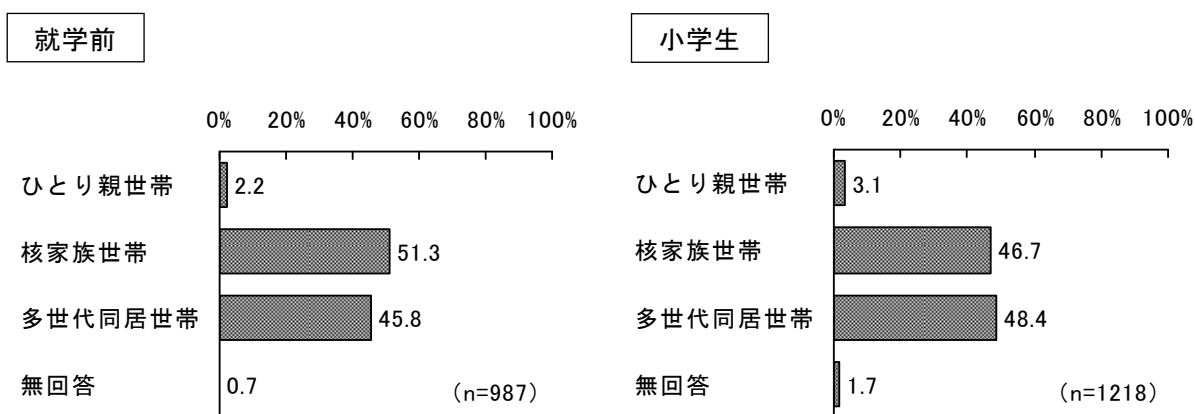 就学前
0% 20% 40% 60% 80% 100%
ひとり親世帯 2.2
核家族世帯 51.3
多世代同居世帯 45.8
無回答 0.7 (n=987)
小学生
0% 20% 40% 60% 80% 100%
ひとり親世帯 3.1
核家族世帯 46.7
多世代同居世帯 48.4
無回答 1.7 (n=1218)